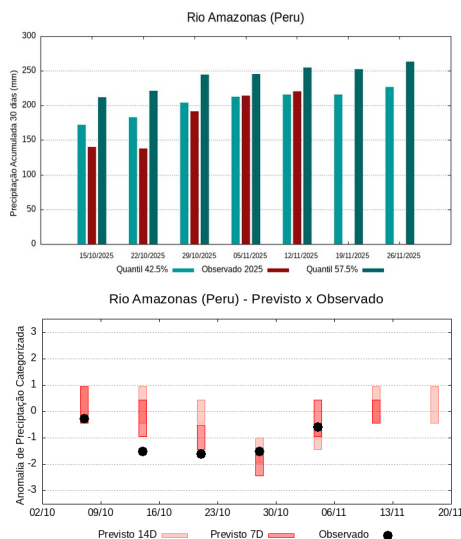 Rio Amazonas (Peru)
Precipitação Acumulada 30 dias (mm)
300
250
200
150
100
50
0
15/10/2025 22/10/2025 29/10/2025 05/11/2025 12/11/2025 19/11/2025 26/11/2025
Quantil 42.5% Observado 2025 Quantil 57.5%
Rio Amazonas (Peru) - Previsto x Observado
Anomalia de Precipitação Categorizada
3
2
1
0
-1
-2
-3
02/10 09/10 16/10 23/10 30/10 06/11 13/11 20/11
Previsto 14D Previsto 7D Observado